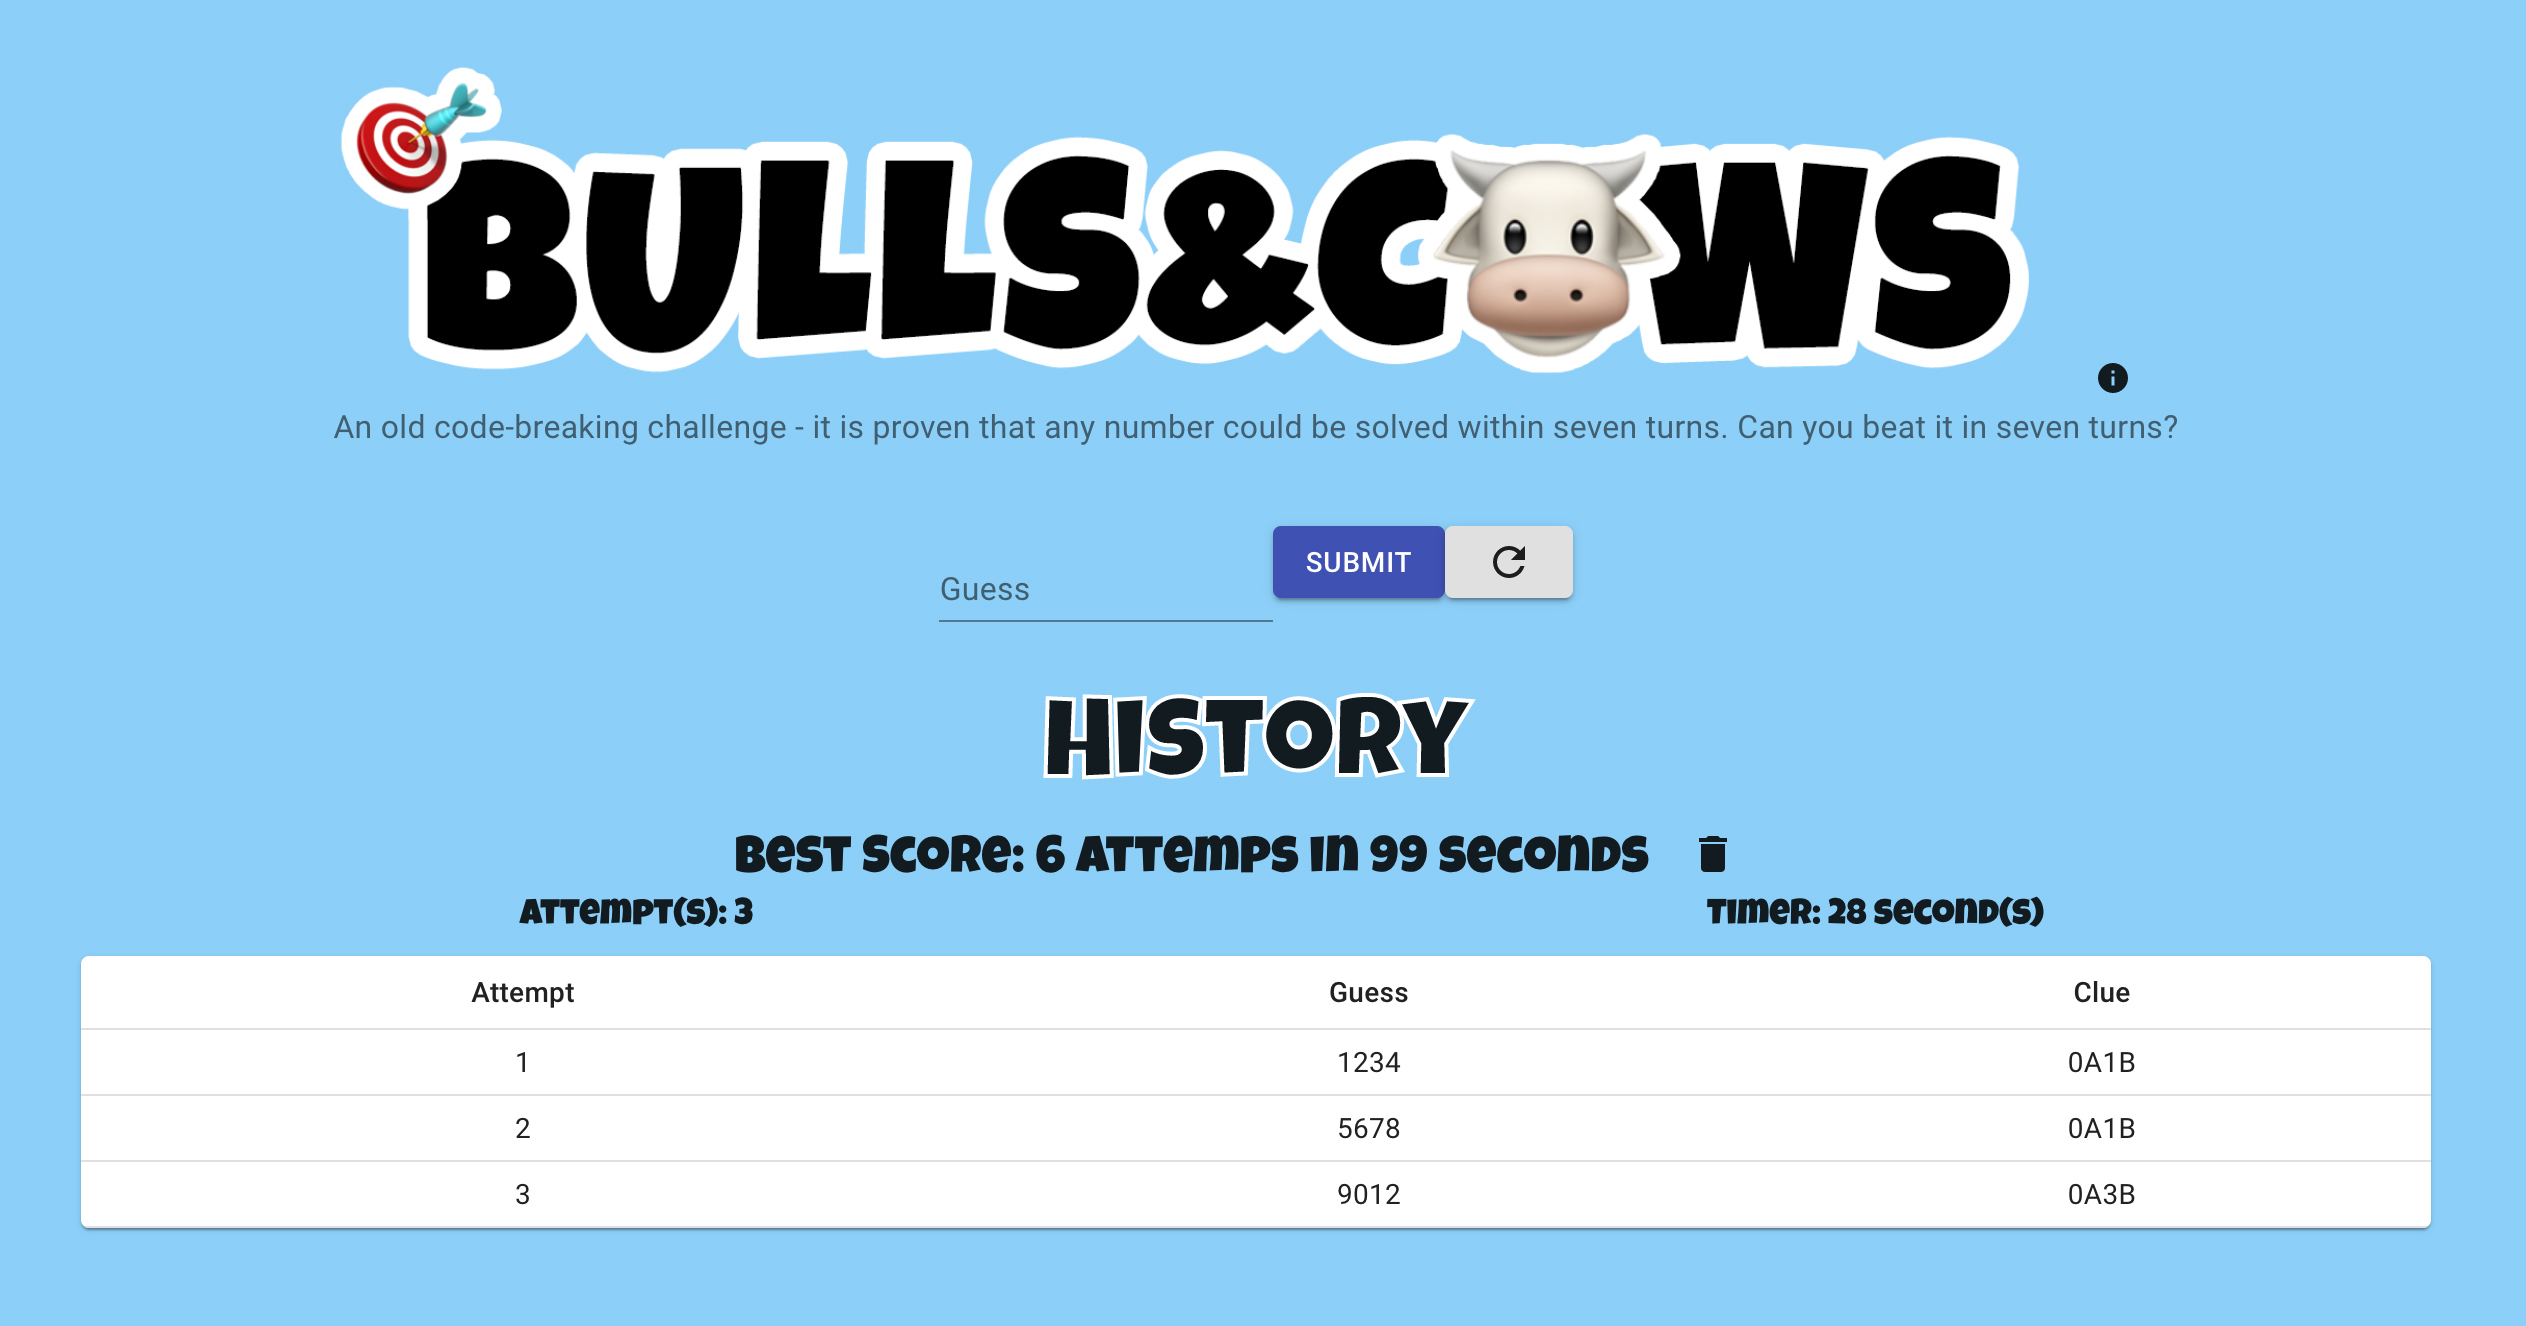 BULLS&COWS
An old code-breaking challenge - it is proven that any number could be solved within seven turns. Can you beat it in seven turns?
Guess SUBMIT
HISTORY
Best Score: 6 Attemps in 99 seconds
Attempt(s): 3 Timer: 28 second(s)
Attempt Guess Clue
1 1234 0A1B
2 5678 0A1B
3 9012 0A3B